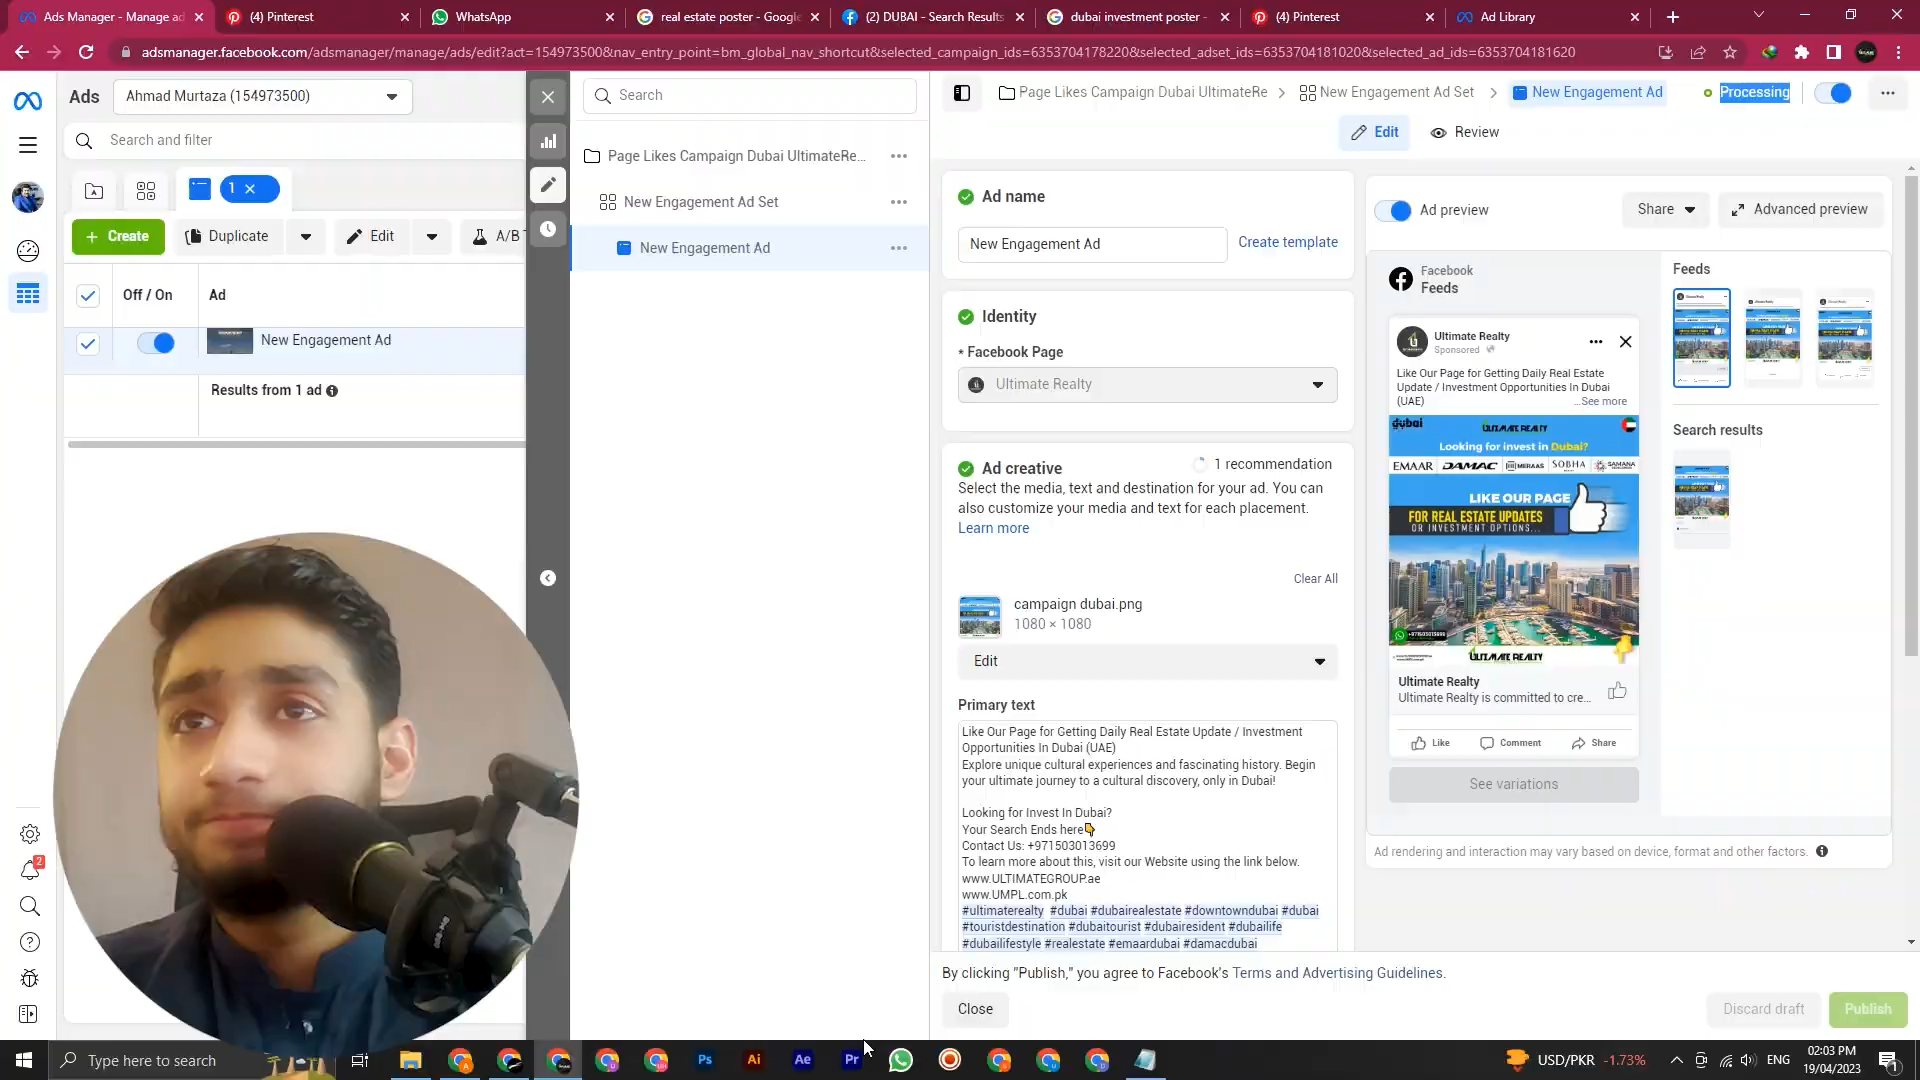 Ads Manager - Manage ad
(4) Pinterest
WhatsApp
real estate poster - Google
(2) DUBAI - Search Results
dubai investment poster -
(4) Pinterest
Ad Library
adsmanager.facebook.com/adsmanager/manage/ads/edit?act=154973500&nav_entry_point=bm_global_nav_shortcut&selected_campaign_ids=6353704178220&selected_adset_ids=6353704181020&selected_ad_ids=6353704181620
Ads
Ahmad Murtaza (154973500)
Search and filter
1
Create
Duplicate
Edit
A/B T
Off / On
Ad
New Engagement Ad
Results from 1 ad
Search
Page Likes Campaign Dubai UltimateRe...
New Engagement Ad Set
New Engagement Ad
Page Likes Campaign Dubai UltimateRe
New Engagement Ad Set
New Engagement Ad
Processing
Edit
Review
Ad name
New Engagement Ad
Create template
Identity
* Facebook Page
Ultimate Realty
Ad creative
1 recommendation
Select the media, text and destination for your ad. You can
also customize your media and text for each placement.
Learn more
Clear All
campaign dubai.png
1080 × 1080
Edit
Primary text
Like Our Page for Getting Daily Real Estate Update / Investment
Opportunities In Dubai (UAE)
Explore unique cultural experiences and fascinating history. Begin
your ultimate journey to a cultural discovery, only in Dubai!
Looking for Invest In Dubai?
Your Search Ends here👇
Contact Us: +971503013699
To learn more about this, visit our Website using the link below.
www.ULTIMATEGROUP.ae
www.UMPL.com.pk
#ultimaterealty #dubai #dubairealestate #downtowndubai #dubai
#touristdestination #dubaitourist #dubairesident #dubailife
#dubailifestyle #realestate #emaardubai #damacdubai
Ad preview
Share
Advanced preview
Facebook
Feeds
Ultimate Realty
Sponsored
Like Our Page for Getting Daily Real Estate
Update / Investment Opportunities In Dubai
(UAE)
...See more
dubai
ULTIMATE REALTY
Looking for invest in Dubai?
EMAAR DAMAC MERAAS SOBHA SAMANA
LIKE OUR PAGE
FOR REAL ESTATE UPDATES
OR INVESTMENT OPTIONS...
+971503013699
ULTIMATE REALTY
Ultimate Realty
Ultimate Realty is committed to cre...
Like
Comment
Share
See variations
Feeds
Search results
Ad rendering and interaction may vary based on device, format and other factors.
By clicking "Publish," you agree to Facebook's Terms and Advertising Guidelines.
Close
Discard draft
Publish
2
Type here to search
Ps
Ai
Ae
Pr
USD/PKR -1.73%
ENG
02:03 PM
19/04/2023
1